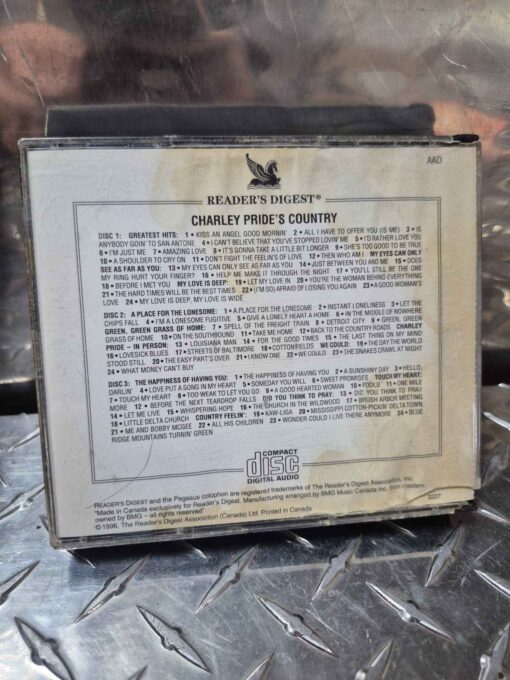 AAD
READER'S DIGEST®
CHARLEY PRIDE'S COUNTRY
DISC 1: GREATEST HITS: 1 • KISS AN ANGEL GOOD MORNIN' 2 • ALL I HAVE TO OFFER YOU (IS ME) 3 • IS
ANYBODY GOIN' TO SAN ANTONE 4 • I CAN'T BELIEVE THAT YOU'VE STOPPED LOVIN' ME 5 • I'D RATHER LOVE YOU
6 • I'M JUST ME 7 • AMAZING LOVE 8 • IT'S GONNA TAKE A LITTLE BIT LONGER 9 • SHE'S TOO GOOD TO BE TRUE
10 • A SHOULDER TO CRY ON 11 • DON'T FIGHT THE FEELIN'S OF LOVE 12 • THEN WHO AM I MY EYES CAN ONLY
SEE AS FAR AS YOU: 13 • MY EYES CAN ONLY SEE AS FAR AS YOU 14 • JUST BETWEEN YOU AND ME 15 • DOES
MY RING HURT YOUR FINGER? 16 • HELP ME MAKE IT THROUGH THE NIGHT 17 • YOU'LL STILL BE THE ONE
18 • BEFORE I MET YOU MY LOVE IS DEEP: 19 • LET MY LOVE IN 20 • YOU'RE THE WOMAN BEHIND EVERYTHING
21 • THE HARD TIMES WILL BE THE BEST TIMES 22 • (I'M SO) AFRAID OF LOSING YOU AGAIN 23 • A GOOD WOMAN'S
LOVE 24 • MY LOVE IS DEEP, MY LOVE IS WIDE
DISC 2: A PLACE FOR THE LONESOME: 1 • A PLACE FOR THE LONESOME 2 • INSTANT LONELINESS 3 • LET THE
CHIPS FALL 4 • I'M A LONESOME FUGITIVE 5 • GIVE A LONELY HEART A HOME 6 • IN THE MIDDLE OF NOWHERE
GREEN, GREEN GRASS OF HOME: 7 • SPELL OF THE FREIGHT TRAIN 8 • DETROIT CITY 9 • GREEN, GREEN
GRASS OF HOME 10 • ON THE SOUTHBOUND 11 • TAKE ME HOME 12 • BACK TO THE COUNTRY ROADS CHARLEY
PRIDE – IN PERSON: 13 • LOUISIANA MAN 14 • FOR THE GOOD TIMES 15 • THE LAST THING ON MY MIND
16 • LOVESICK BLUES 17 • STREETS OF BALTIMORE 18 • COTTONFIELDS WE COULD: 19 • THE DAY THE WORLD
STOOD STILL 20 • THE EASY PART'S OVER 21 • I KNOW ONE 22 • WE COULD 23 • THE SNAKES CRAWL AT NIGHT
24 • WHAT MONEY CAN'T BUY
DISC 3: THE HAPPINESS OF HAVING YOU: 1 • THE HAPPINESS OF HAVING YOU 2 • A SUNSHINY DAY 3 • HELLO,
DARLIN' 4 • LOVE PUT A SONG IN MY HEART 5 • SOMEDAY YOU WILL 6 • SWEET PROMISES TOUCH MY HEART:
7 • TOUCH MY HEART 8 • TOO WEAK TO LET YOU GO 9 • A GOOD HEARTED WOMAN 10 • FOOLS 11 • ONE MILE
MORE 12 • BEFORE THE NEXT TEARDROP FALLS DID YOU THINK TO PRAY: 13 • DID YOU THINK TO PRAY
14 • LET ME LIVE 15 • WHISPERING HOPE 16 • THE CHURCH IN THE WILDWOOD 17 • BRUSH ARBOR MEETING
18 • LITTLE DELTA CHURCH COUNTRY FEELIN': 19 • KAW-LIGA 20 • MISSISSIPPI COTTON-PICKIN' DELTA TOWN
21 • ME AND BOBBY MCGEE 22 • ALL HIS CHILDREN 23 • WONDER COULD I LIVE THERE ANYMORE 24 • BLUE
RIDGE MOUNTAINS TURNIN' GREEN
COMPACT
disc
DIGITAL AUDIO
READER'S DIGEST and the Pegasus colophon are registered trademarks of The Reader's Digest Association, Inc.
"Made in Canada exclusively for Reader's Digest. Manufacturing arranged by BMG Music Canada Inc. from masters
owned by BMG – all rights reserved"
3337
©1996, The Reader's Digest Association (Canada) Ltd. Printed in Canada